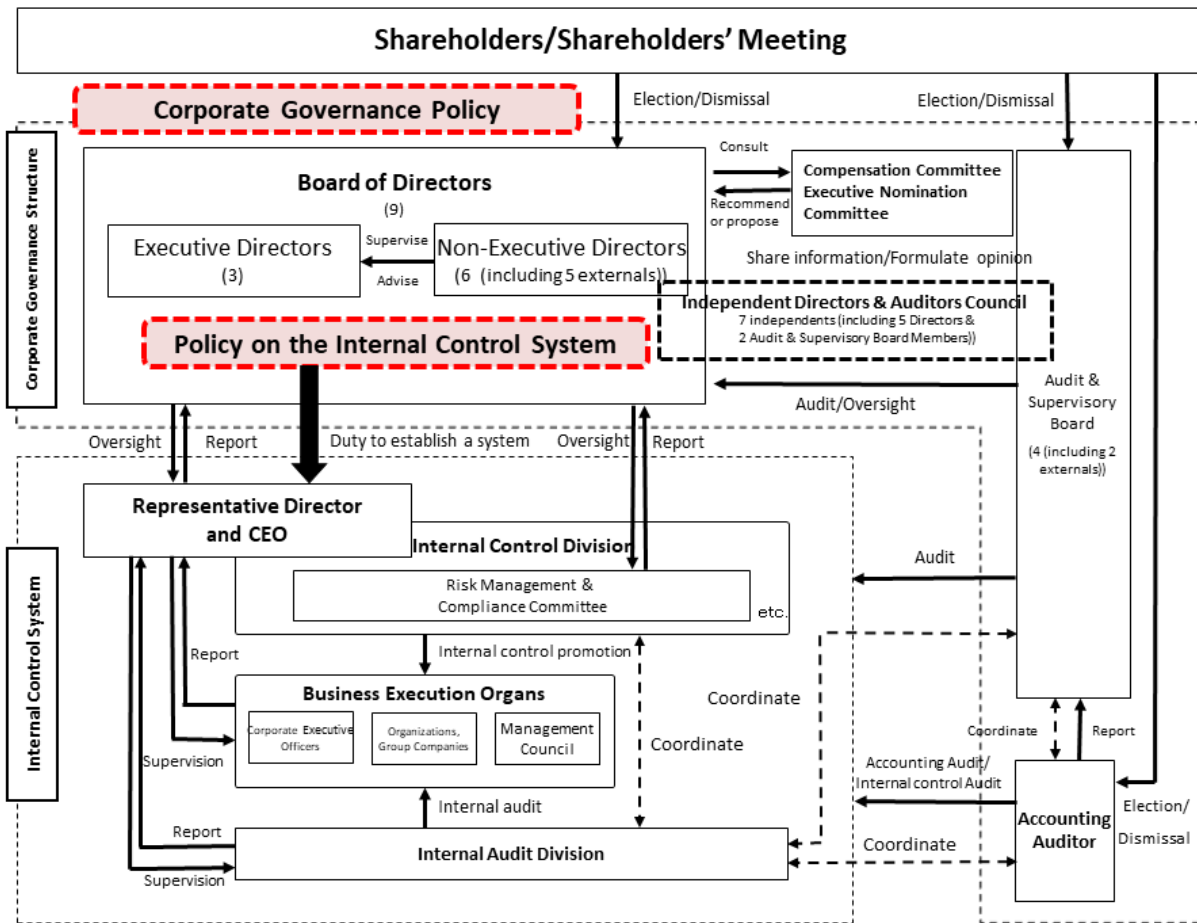 Shareholders/Shareholders' Meeting
Corporate Governance Policy
Election/Dismissal
Election/Dismissal
Corporate Governance Structure
Board of Directors
(9)
Consult
Recommend
or propose
Compensation Committee
Executive Nomination
Committee
Executive Directors
(3)
Supervise
Advise
Non-Executive Directors
(6 (including 5 externals))
Share information/Formulate opinion
Independent Directors & Auditors Council
7 independents (including 5 Directors &
2 Audit & Supervisory Board Members))
Policy on the Internal Control System
Audit/Oversight
Audit &
Supervisory
Board
(4 (including 2
externals))
Oversight
Report
Duty to establish a system
Oversight
Report
Internal Control System
Representative Director
and CEO
Internal Control Division
Risk Management &
Compliance Committee
etc.
Audit
Report
Internal control promotion
Business Execution Organs
Corporate Executive
Officers
Organizations,
Group Companies
Management
Council
Supervision
Coordinate
Coordinate
Coordinate
Report
Accounting Audit/
Internal control Audit
Internal audit
Report
Internal Audit Division
Supervision
Coordinate
Accounting
Auditor
Election/
Dismissal